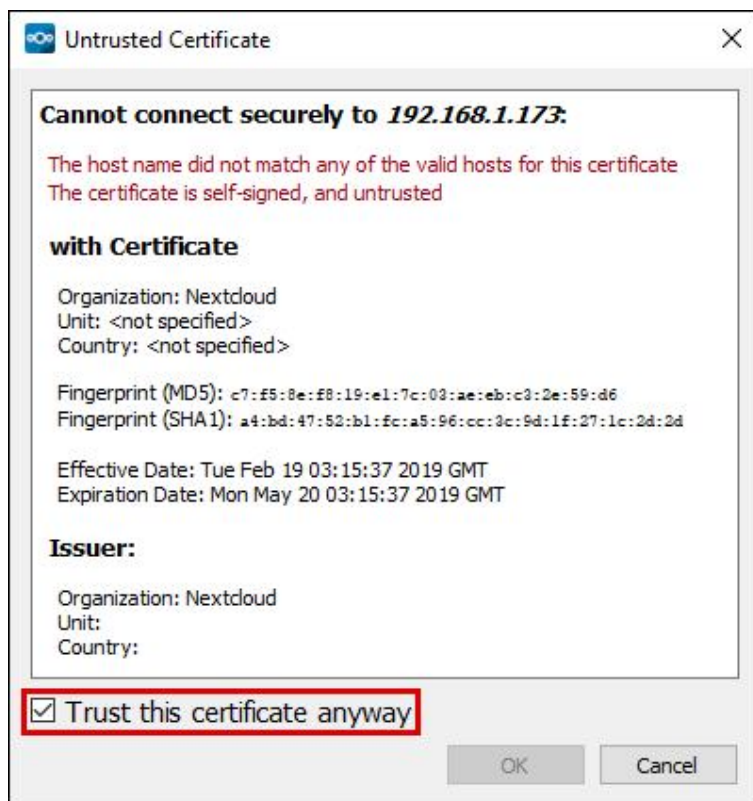 Untrusted Certificate
Cannot connect securely to 192.168.1.173:
The host name did not match any of the valid hosts for this certificate
The certificate is self-signed, and untrusted
with Certificate
Organization: Nextcloud
Unit: <not specified>
Country: <not specified>
Fingerprint (MD5): c7:f5:8e:f8:19:e1:7c:03:ae:eb:c3:2e:59:d6
Fingerprint (SHA1): a4:bd:47:52:b1:fc:a5:96:cc:3c:9d:1f:27:1c:2d:2d
Effective Date: Tue Feb 19 03:15:37 2019 GMT
Expiration Date: Mon May 20 03:15:37 2019 GMT
Issuer:
Organization: Nextcloud
Unit:
Country:
Trust this certificate anyway
OK Cancel